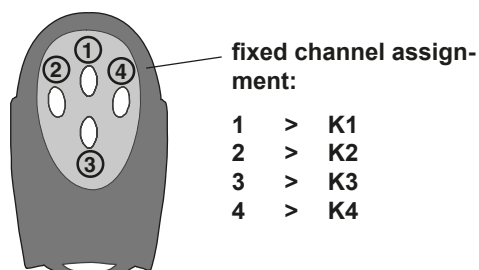 1
2
4
3
fixed channel assign-
ment:
1 > K1
2 > K2
3 > K3
4 > K4